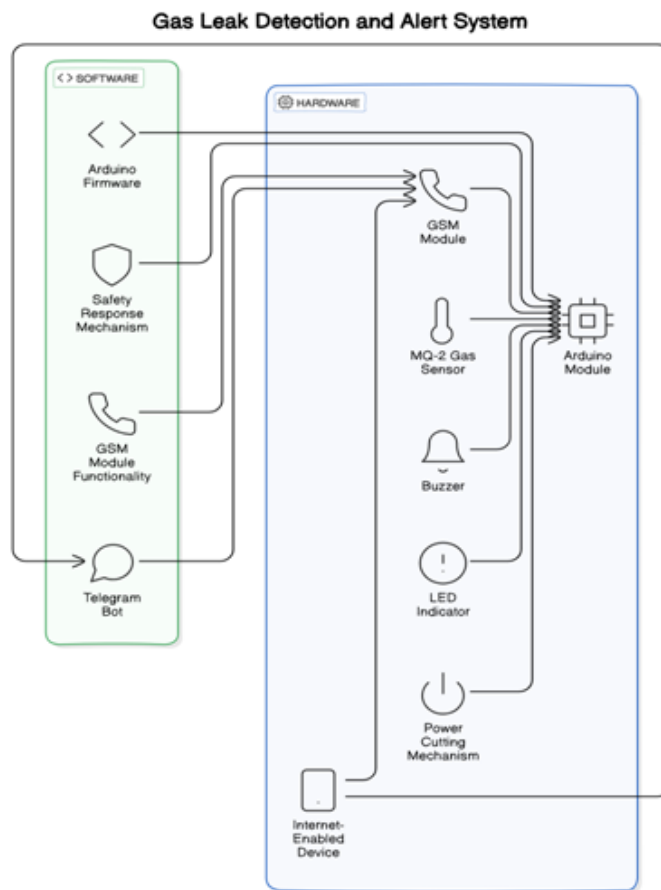 Gas Leak Detection and Alert System
SOFTWARE
Arduino
Firmware
Safety
Response
Mechanism
GSM
Module
Functionality
Telegram
Bot
HARDWARE
GSM
Module
MQ-2 Gas
Sensor
Arduino
Module
Buzzer
LED
Indicator
Power
Cutting
Mechanism
Internet-
Enabled
Device